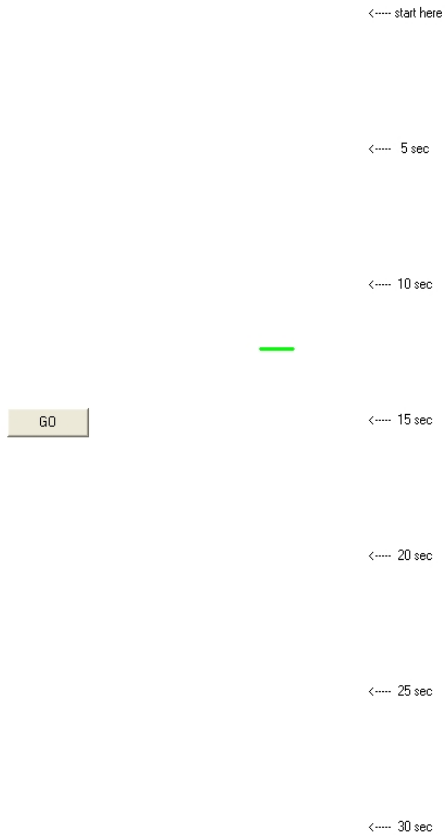 <----- start here
<----- 5 sec
<----- 10 sec
GO
<----- 15 sec
<----- 20 sec
<----- 25 sec
<----- 30 sec